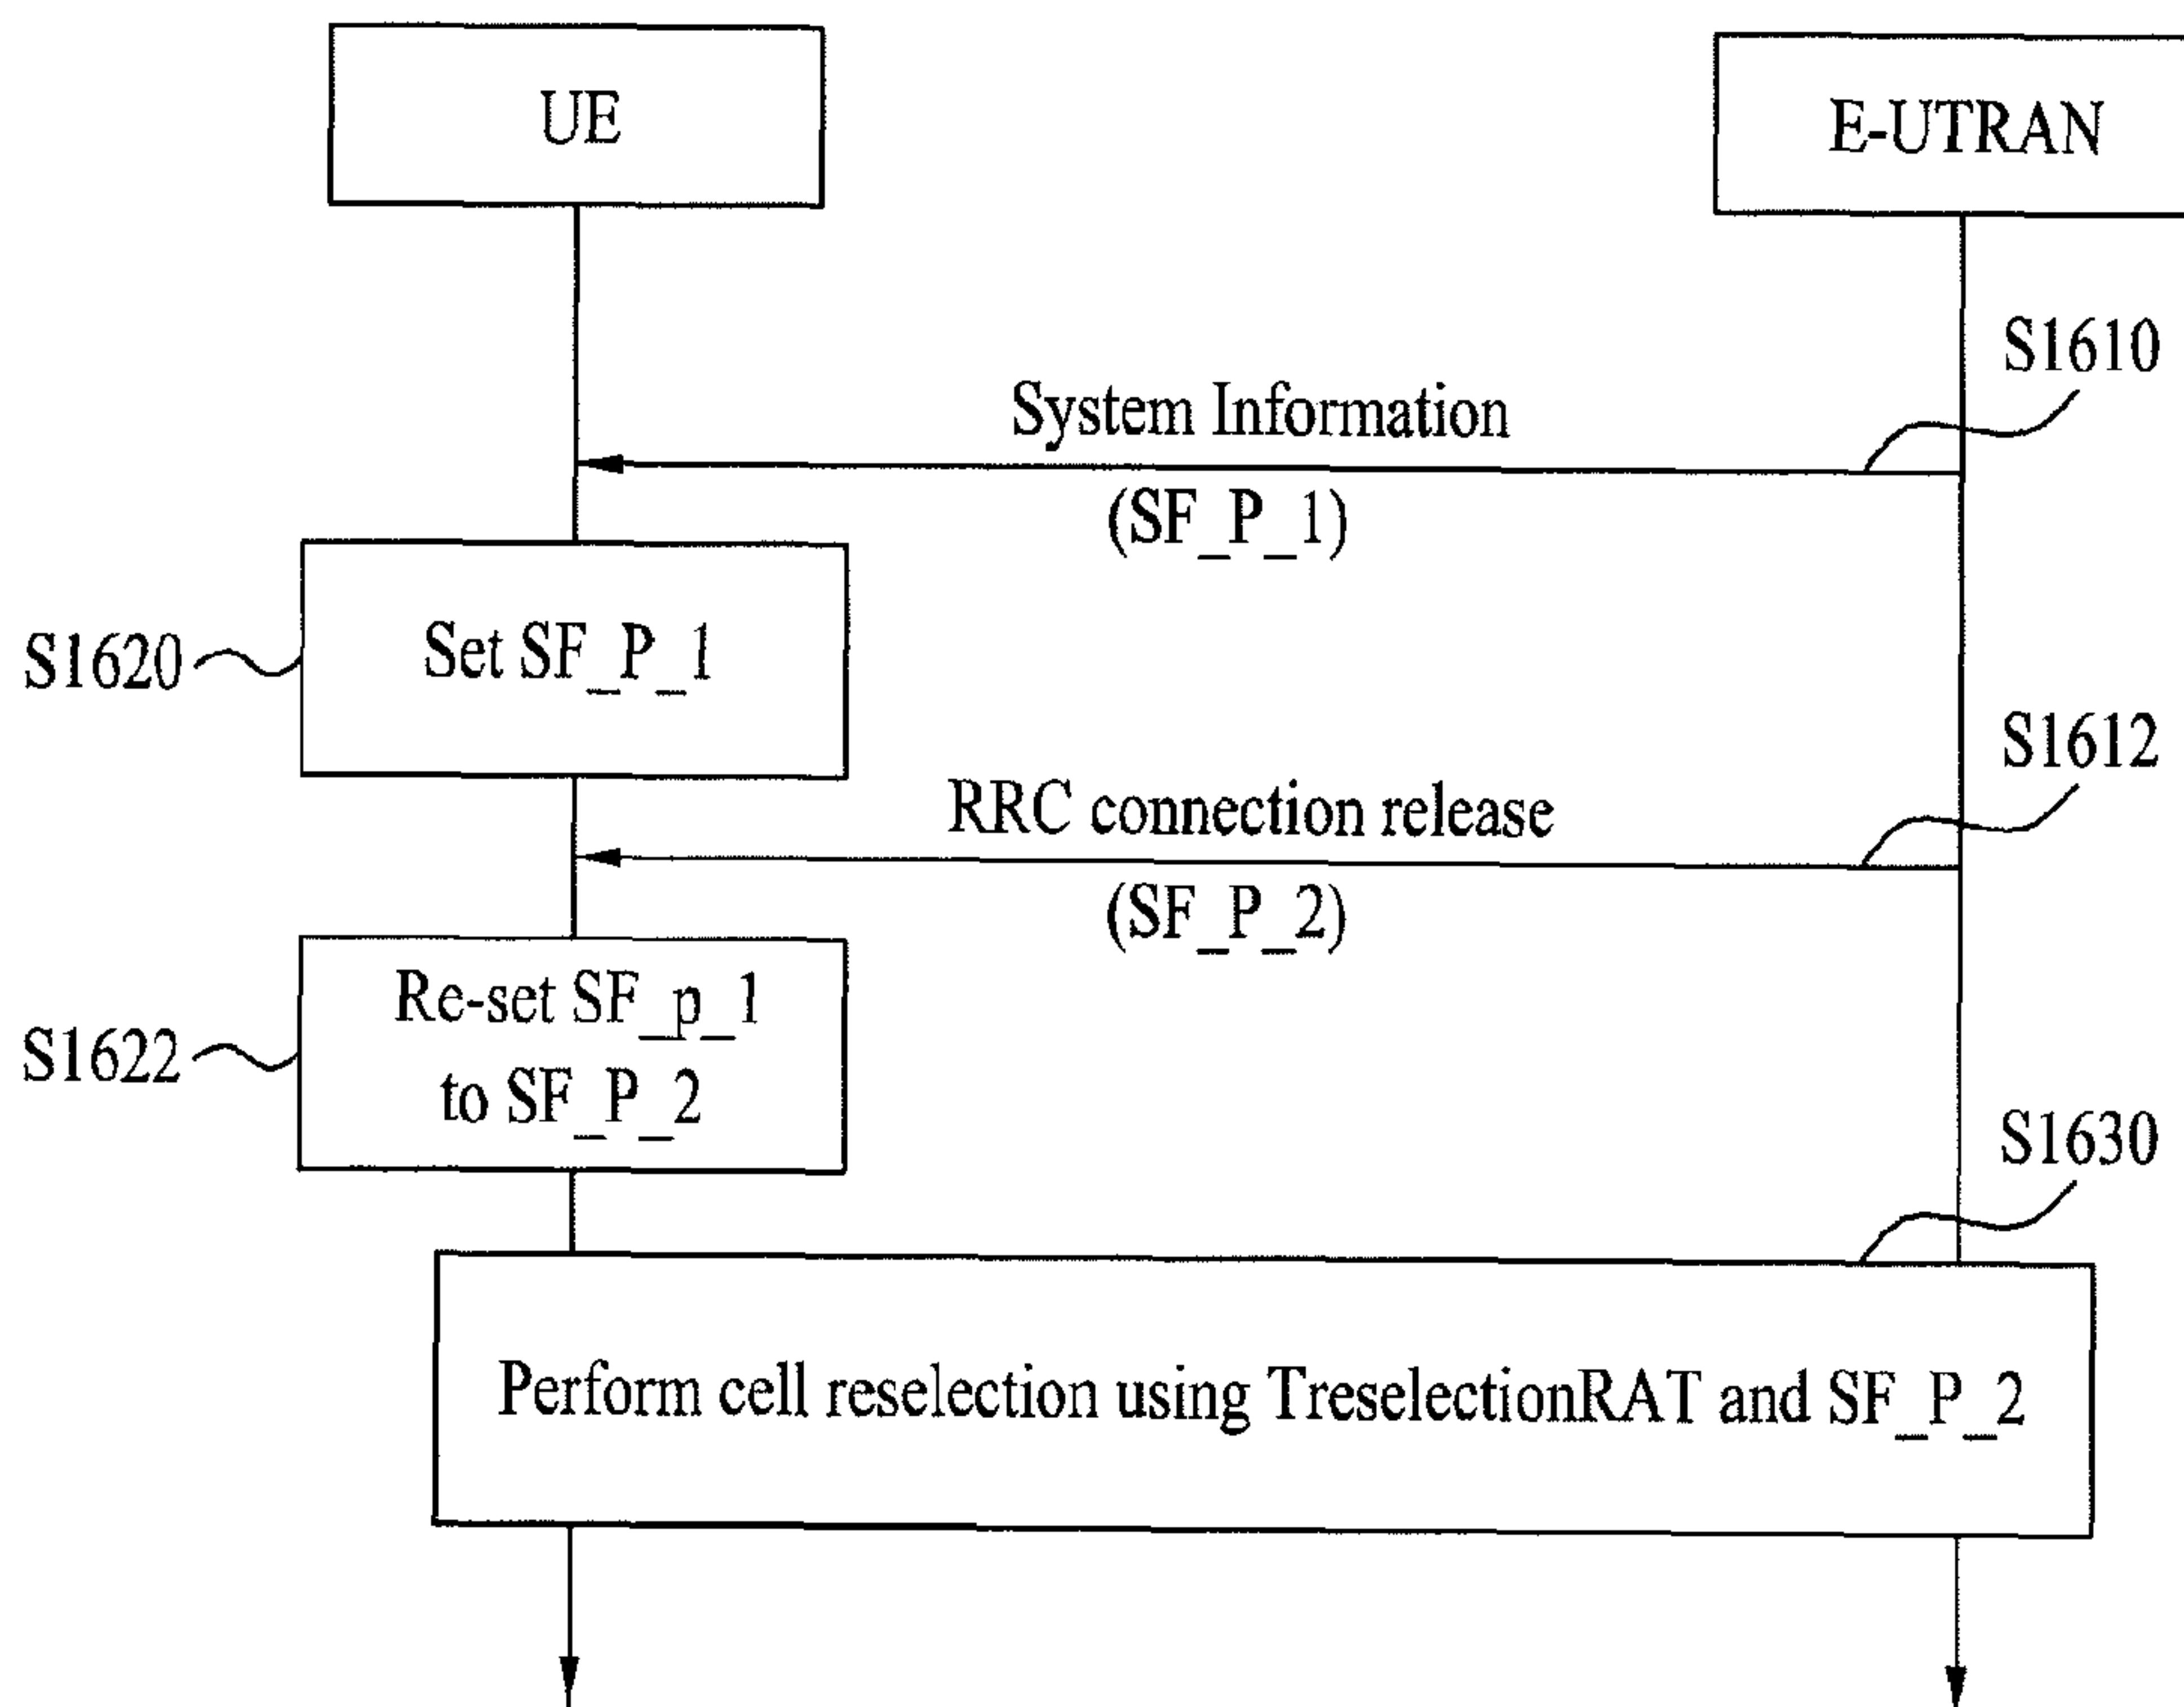 UE
E-UTRAN
S1610
System Information
(SF_P_1)
S1620
Set SF_P_1
S1612
RRC connection release
(SF_P_2)
S1622
Re-set SF_p_1
to SF_P_2
S1630
Perform cell reselection using TreselectionRAT and SF_P_2